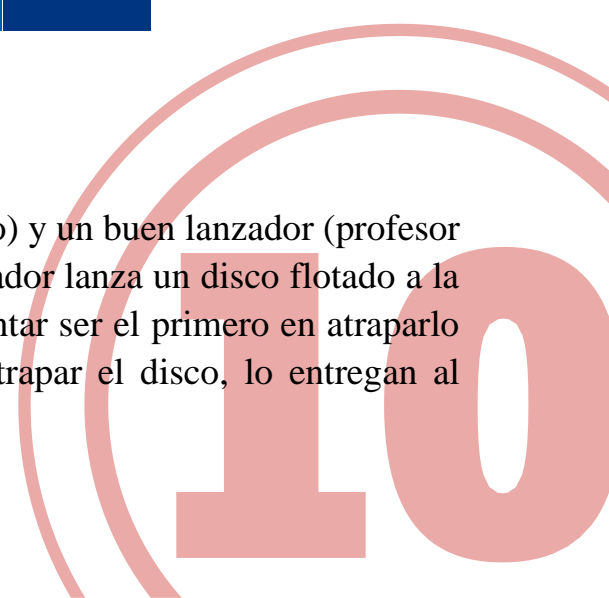 o) y un buen lanzador (profesor
ador lanza un disco flotado a la
ntar ser el primero en atraparlo
trapar el disco, lo entregan al
10